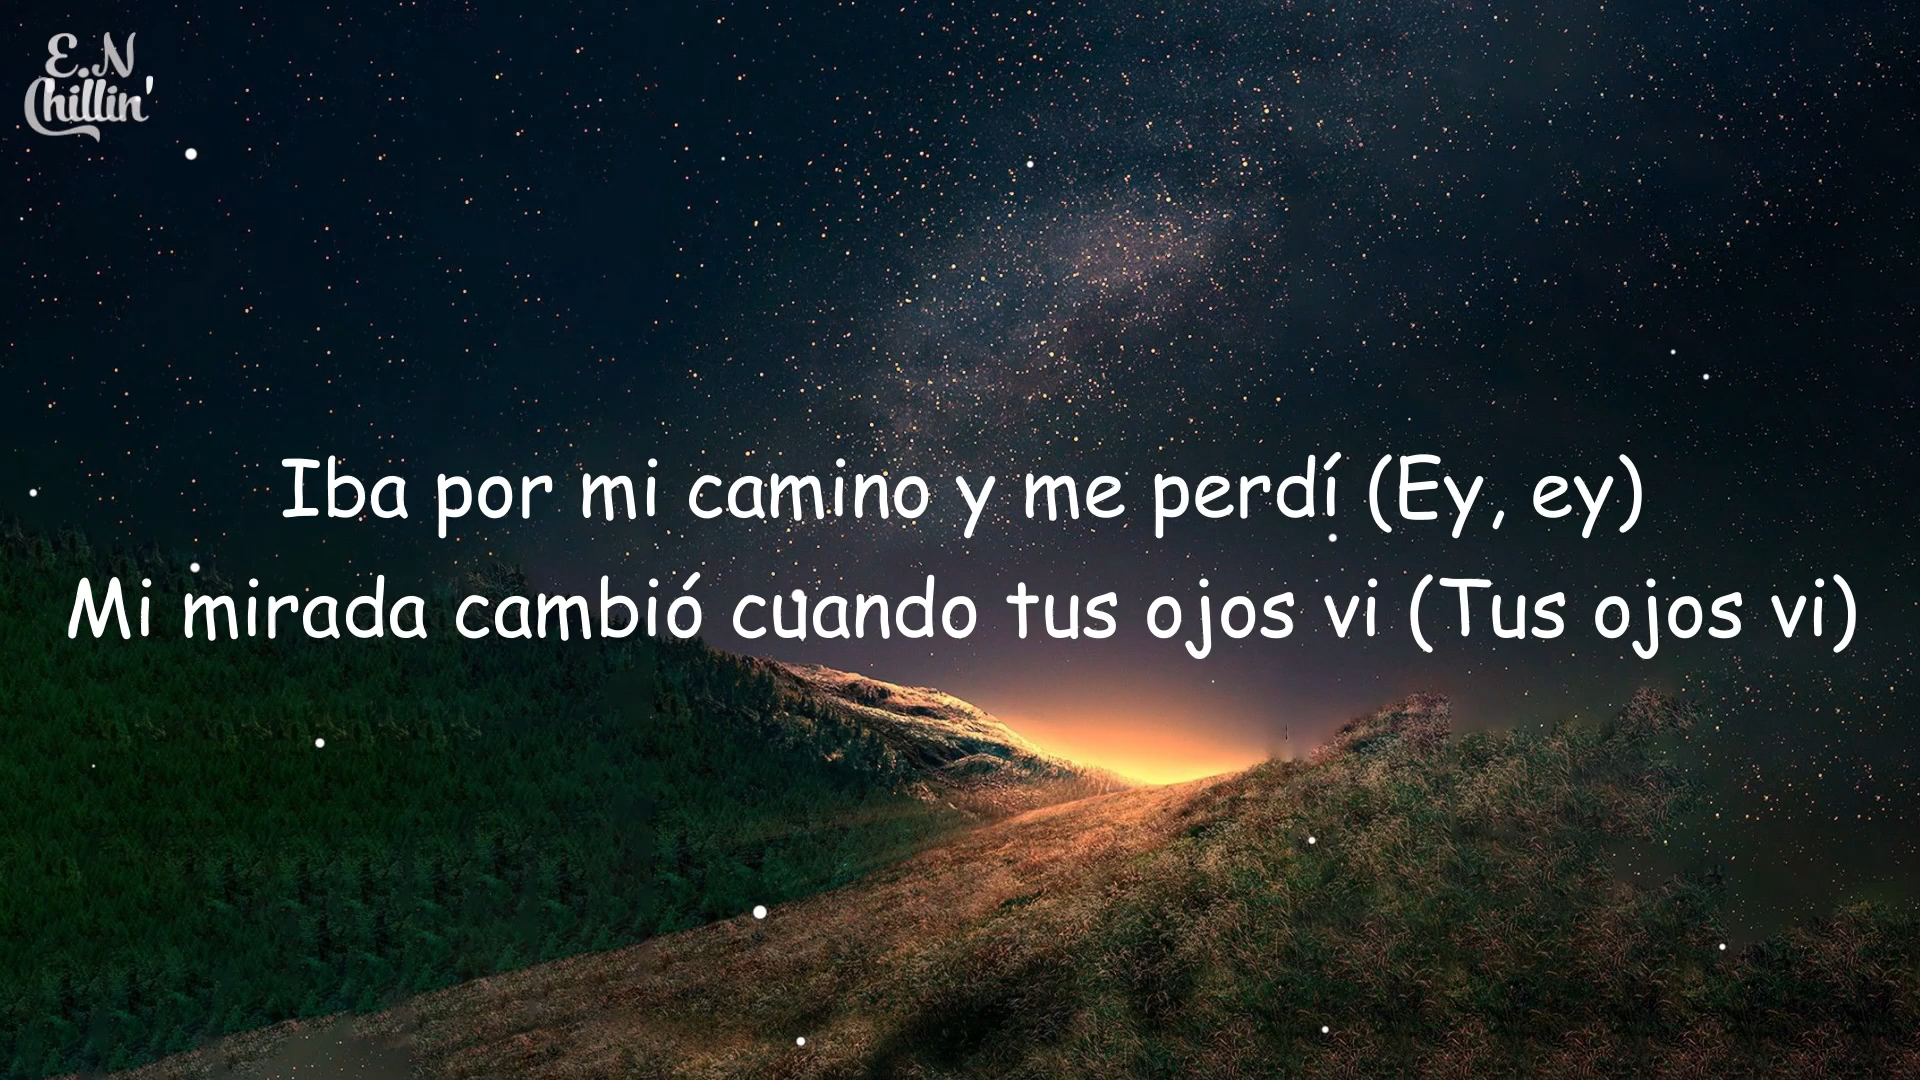 E.N
Chillin'
Iba por mi camino y me perdí (Ey, ey)
Mi mirada cambió cuando tus ojos vi (Tus ojos vi)